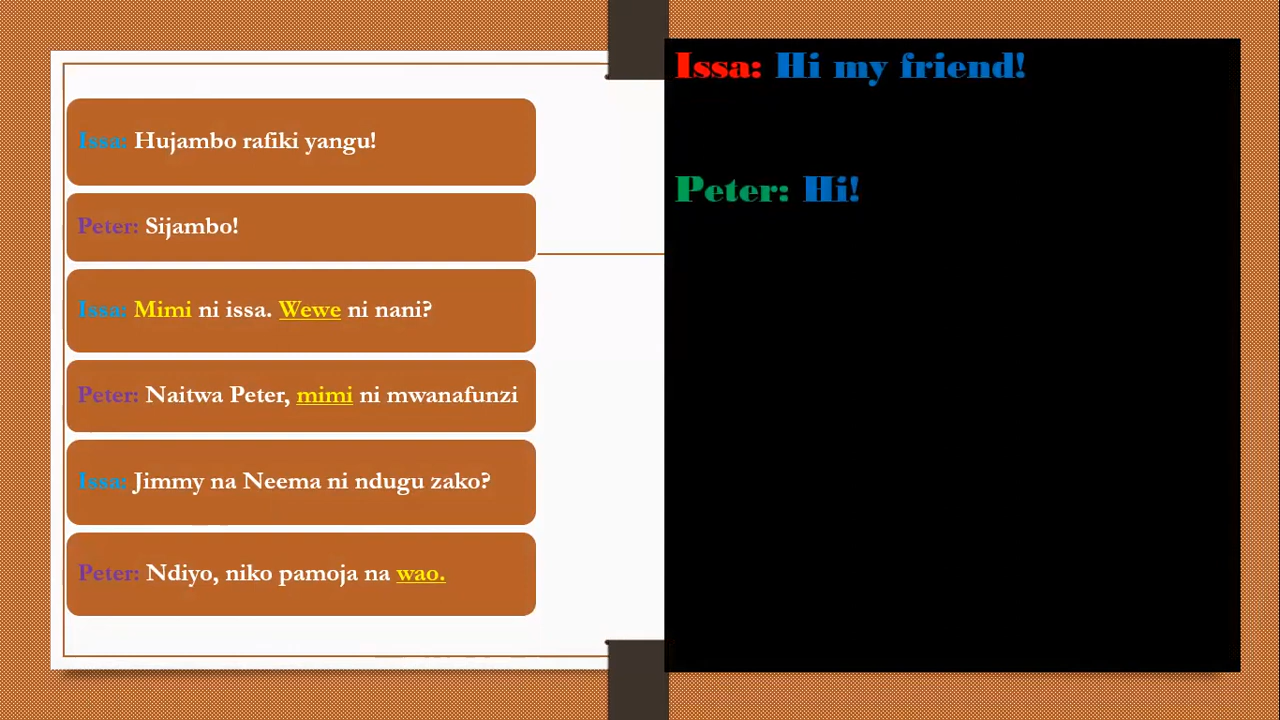 Issa: Hujambo rafiki yangu!
Peter: Sijambo!
Issa: Mimi ni issa. Wewe ni nani?
Peter: Naitwa Peter, mimi ni mwanafunzi
Issa: Jimmy na Neema ni ndugu zako?
Peter: Ndiyo, niko pamoja na wao.
Issa: Hi my friend!
Peter: Hi!